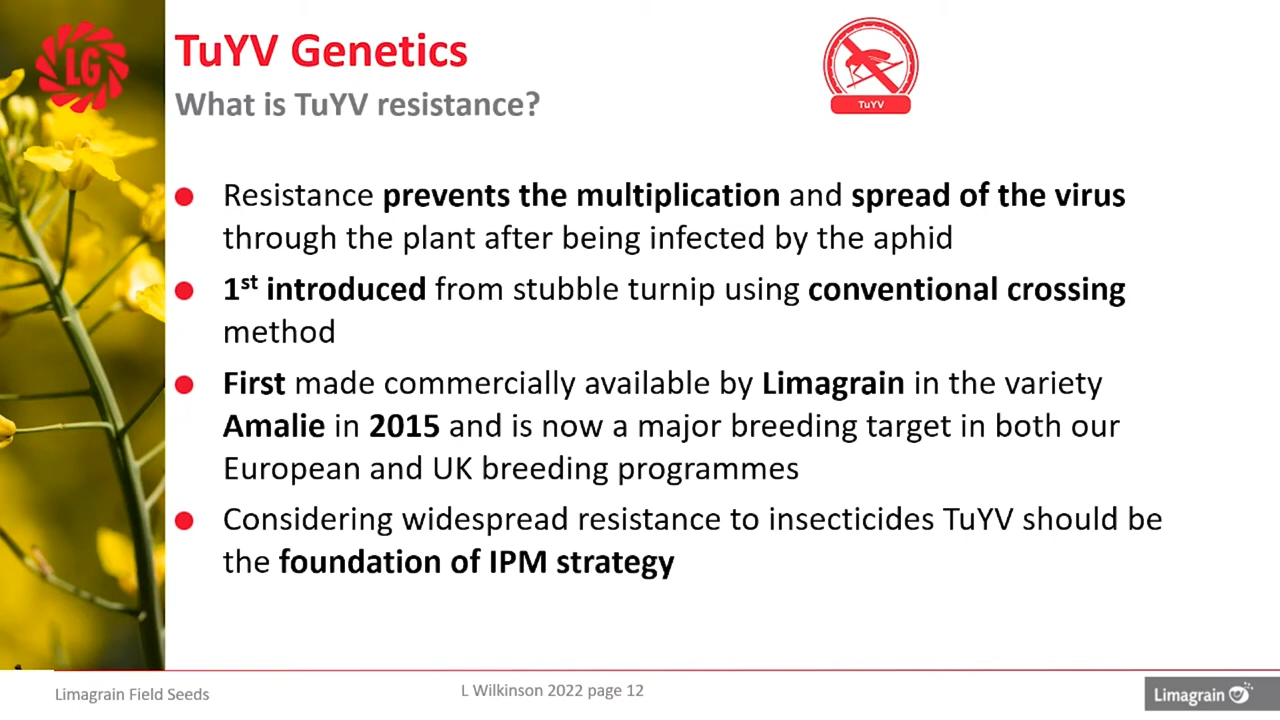 LG
TuYV Genetics
What is TuYV resistance?
TuYV
Resistance prevents the multiplication and spread of the virus
through the plant after being infected by the aphid
1st introduced from stubble turnip using conventional crossing
method
First made commercially available by Limagrain in the variety
Amalie in 2015 and is now a major breeding target in both our
European and UK breeding programmes
Considering widespread resistance to insecticides TuYV should be
the foundation of IPM strategy
Limagrain Field Seeds
L Wilkinson 2022 page 12
Limagrain